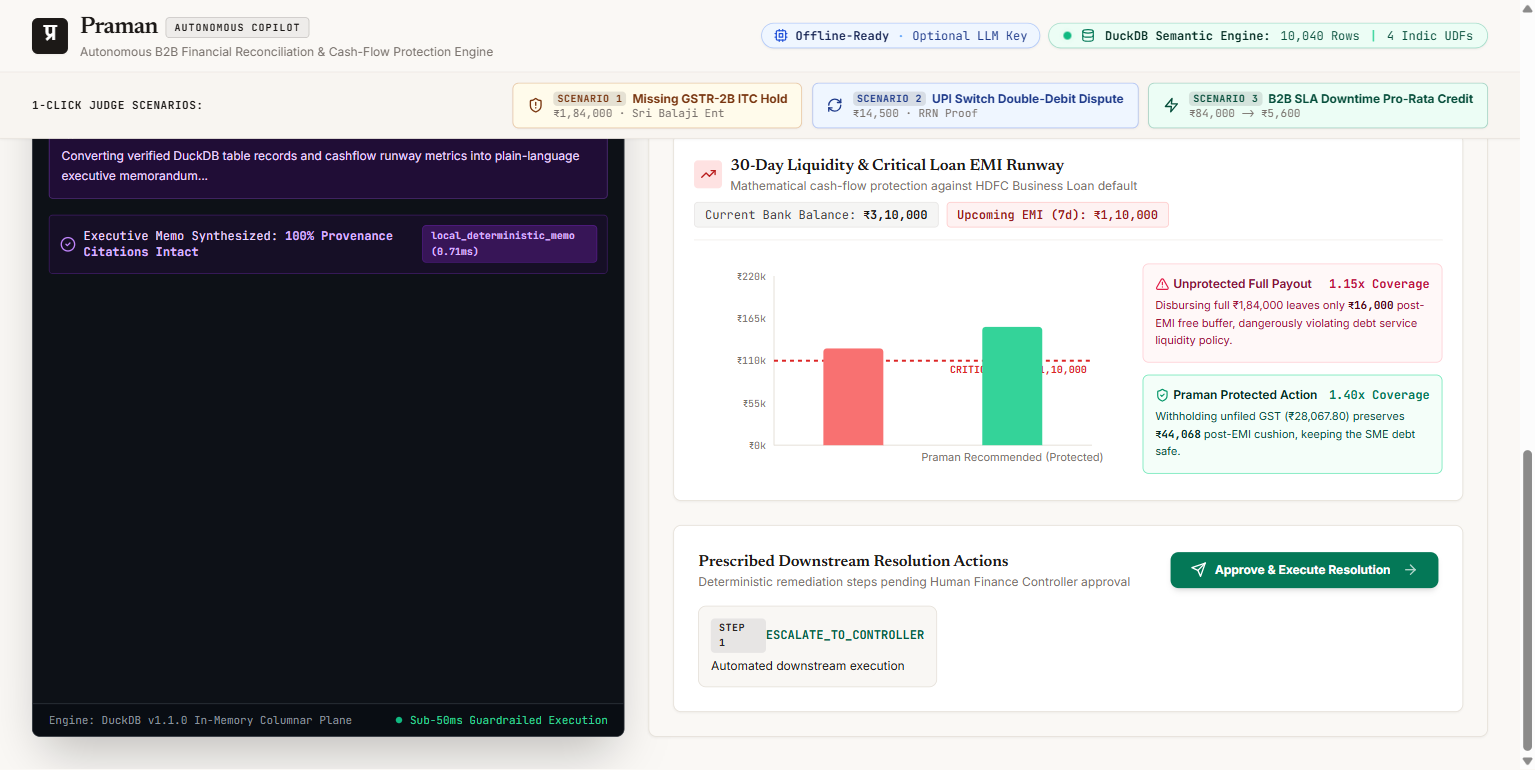 प्र
Praman
AUTONOMOUS COPILOT
Autonomous B2B Financial Reconciliation & Cash-Flow Protection Engine
Offline-Ready · Optional LLM Key
DuckDB Semantic Engine: 10,040 Rows | 4 Indic UDFs
1-CLICK JUDGE SCENARIOS:
SCENARIO 1 Missing GSTR-2B ITC Hold
₹1,84,000 · Sri Balaji Ent
SCENARIO 2 UPI Switch Double-Debit Dispute
₹14,500 · RRN Proof
SCENARIO 3 B2B SLA Downtime Pro-Rata Credit
₹84,000 → ₹5,600
Converting verified DuckDB table records and cashflow runway metrics into plain-language
executive memorandum...
Executive Memo Synthesized: 100% Provenance
Citations Intact
local_deterministic_memo
(0.71ms)
Engine: DuckDB v1.1.0 In-Memory Columnar Plane
Sub-50ms Guardrailed Execution
30-Day Liquidity & Critical Loan EMI Runway
Mathematical cash-flow protection against HDFC Business Loan default
Current Bank Balance: ₹3,10,000
Upcoming EMI (7d): ₹1,10,000
₹220k
₹165k
₹110k
₹55k
₹0k
1,10,000
Praman Recommended (Protected)
Unprotected Full Payout 1.15x Coverage
Disbursing full ₹1,84,000 leaves only ₹16,000 post-
EMI free buffer, dangerously violating debt service
liquidity policy.
Praman Protected Action 1.40x Coverage
Withholding unfiled GST (₹28,067.80) preserves
₹44,068 post-EMI cushion, keeping the SME debt
safe.
Prescribed Downstream Resolution Actions
Deterministic remediation steps pending Human Finance Controller approval
Approve & Execute Resolution →
STEP
1
ESCALATE_TO_CONTROLLER
Automated downstream execution